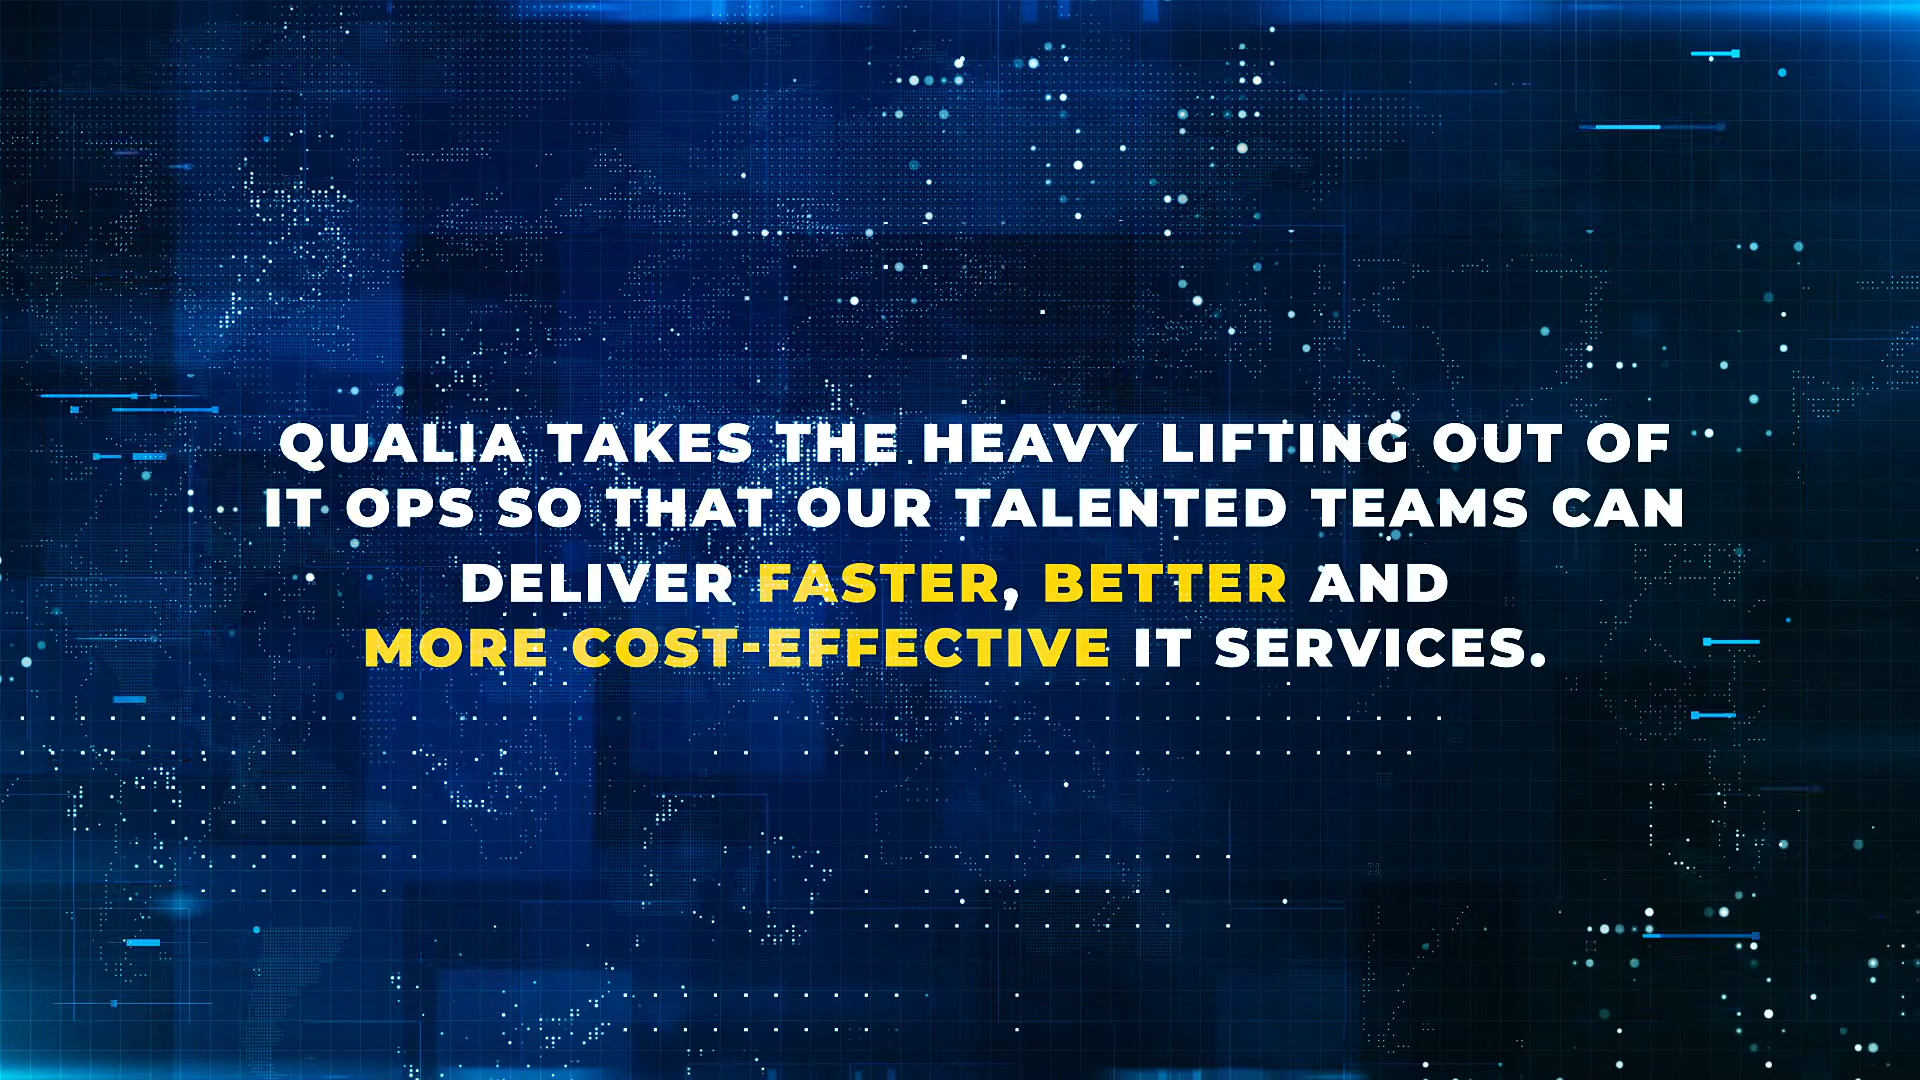 QUALIA TAKES THE HEAVY LIFTING OUT OF
IT OPS SO THAT OUR TALENTED TEAMS CAN
DELIVER FASTER, BETTER AND
MORE COST-EFFECTIVE IT SERVICES.